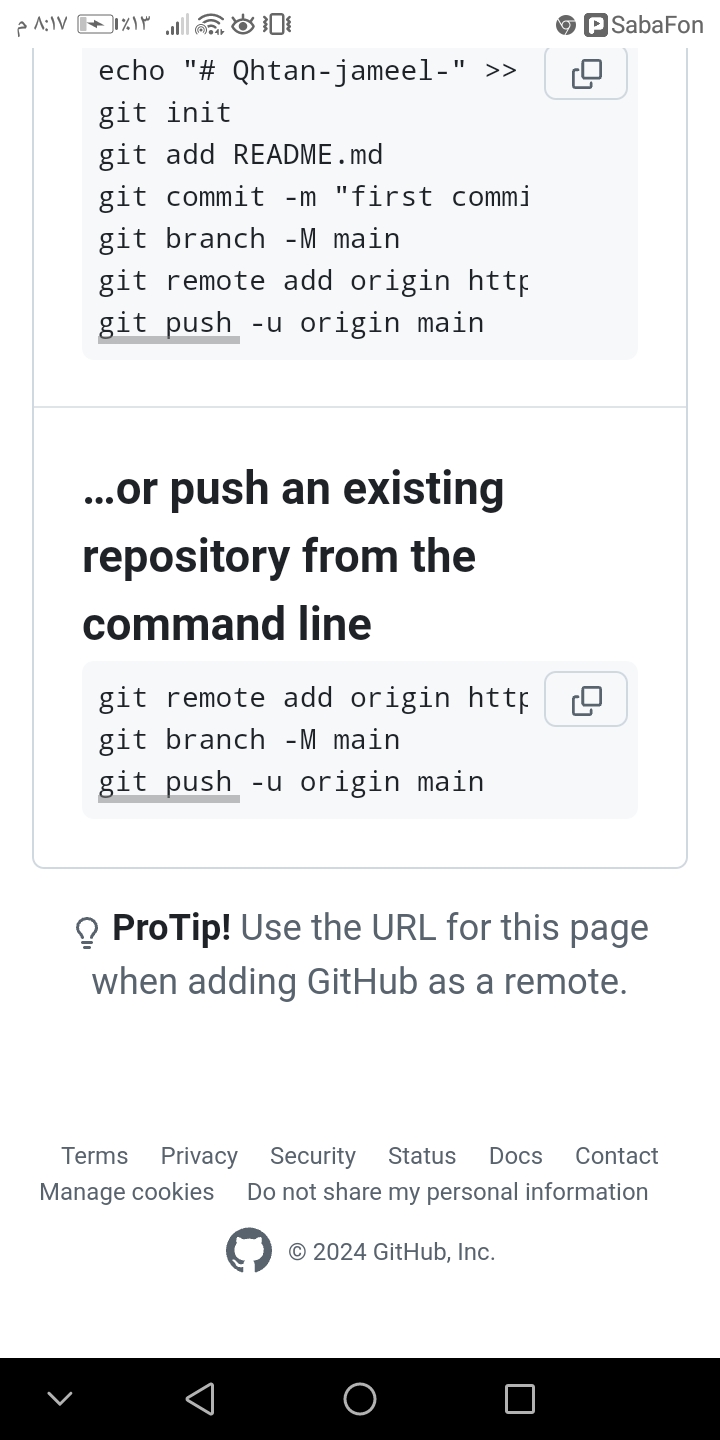 ٨:١٧ م ٪١٣ SabaFon
echo "# Qhtan-jameel-" >>
git init
git add README.md
git commit -m "first commi
git branch -M main
git remote add origin http
git push -u origin main
…or push an existing
repository from the
command line
git remote add origin http
git branch -M main
git push -u origin main
ProTip! Use the URL for this page
when adding GitHub as a remote.
Terms Privacy Security Status Docs Contact
Manage cookies Do not share my personal information
© 2024 GitHub, Inc.